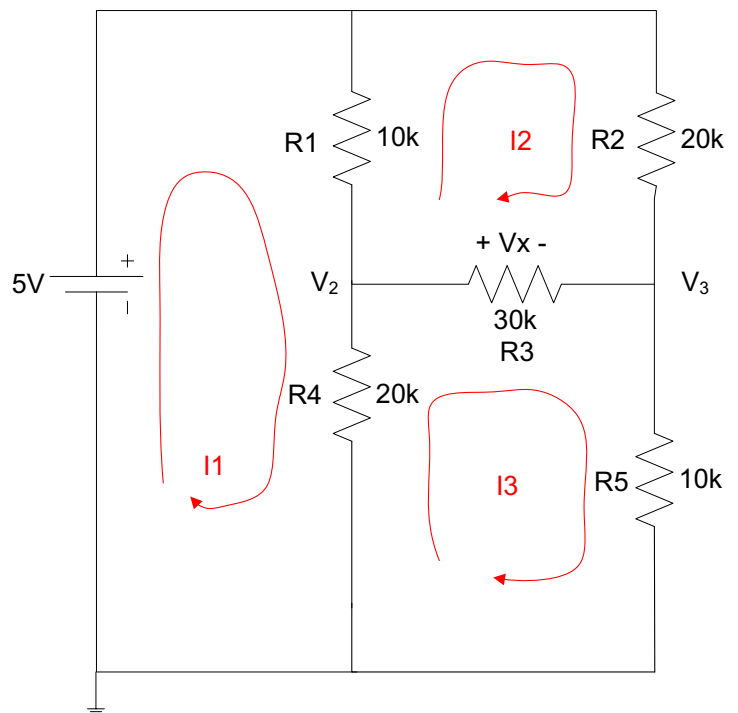 R1
10k
I2
R2
20k
+ Vx -
+
5V
V₂
V₃
30k
R3
R4
20k
I1
I3
R5
10k